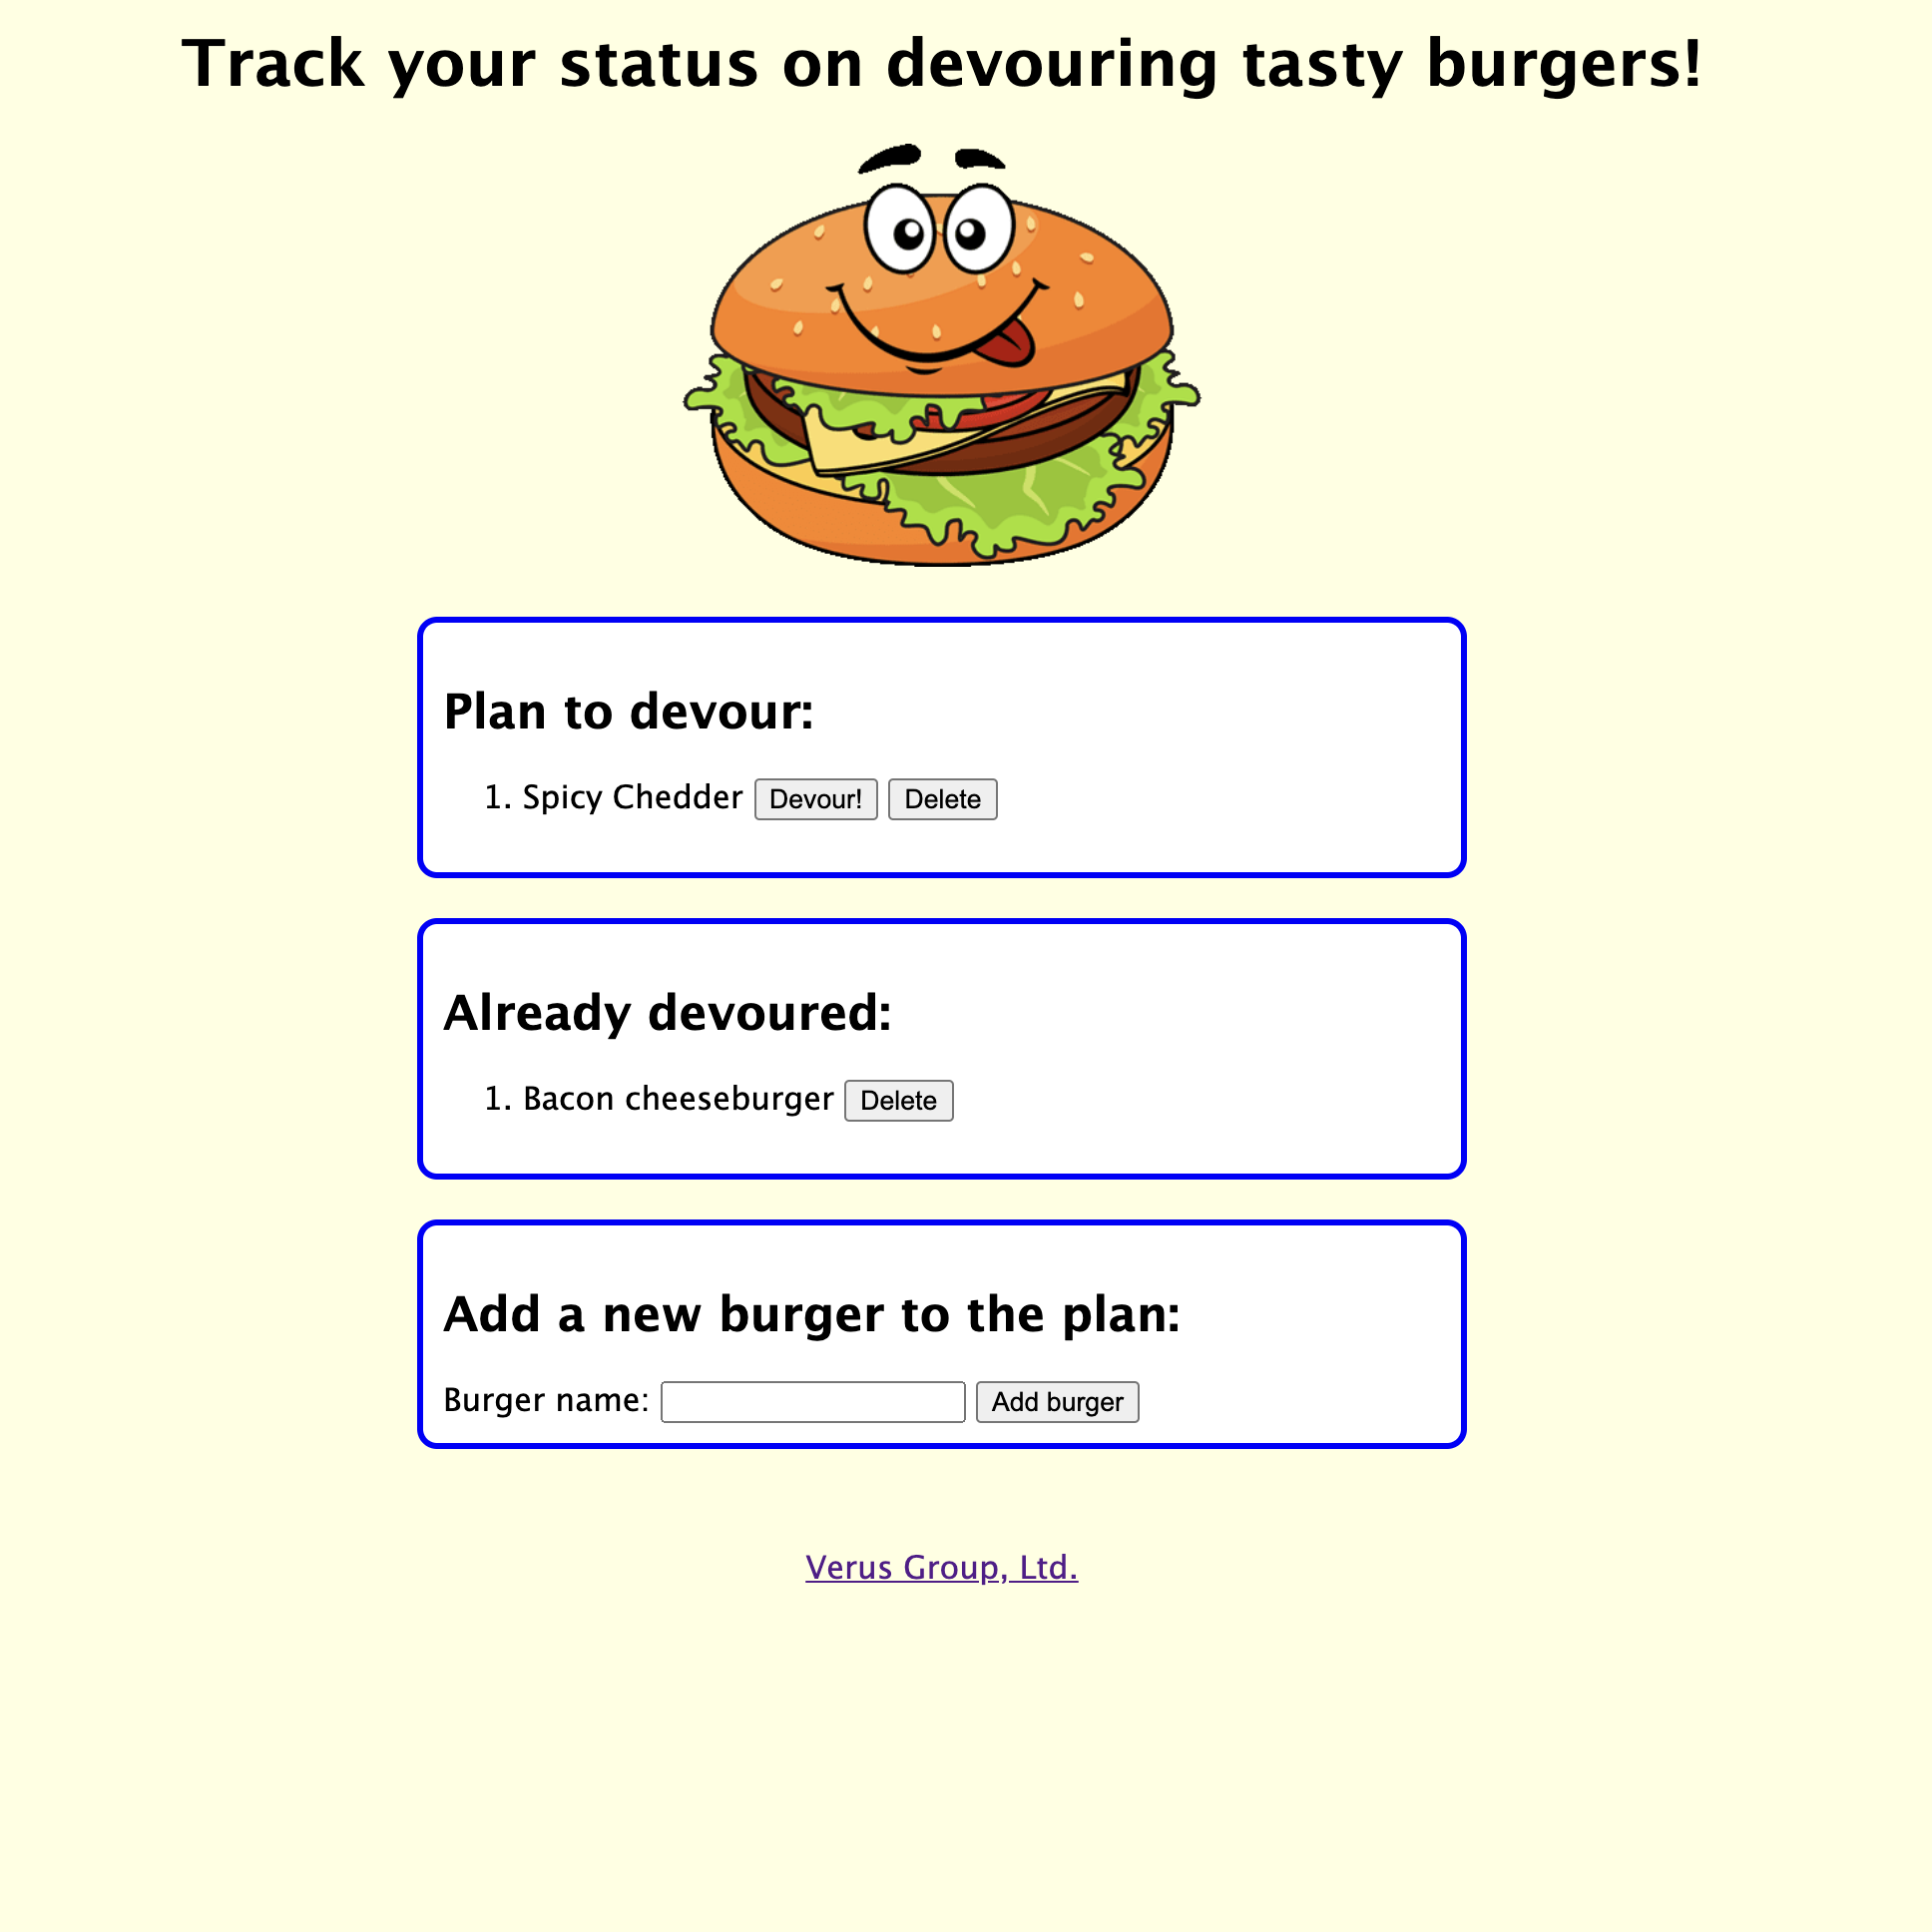 Track your status on devouring tasty burgers!
Plan to devour:
1. Spicy Chedder Devour! Delete
Already devoured:
1. Bacon cheeseburger Delete
Add a new burger to the plan:
Burger name: Add burger
Verus Group, Ltd.